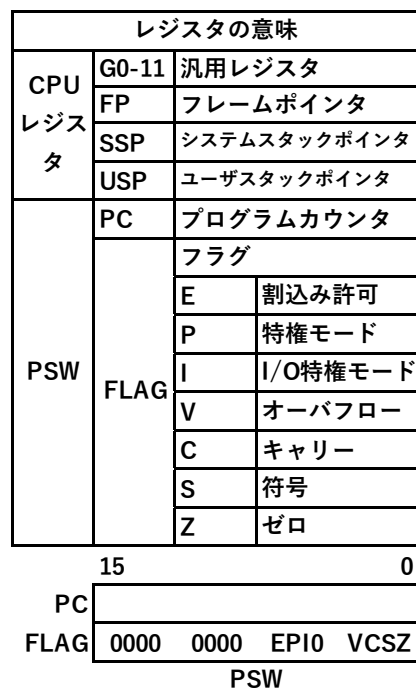 レジスタの意味
CPU
レジス
タ
G0-11 汎用レジスタ
FP フレームポインタ
SSP システムスタックポインタ
USP ユーザスタックポインタ
PSW
PC プログラムカウンタ
FLAG
フラグ
E 割込み許可
P 特権モード
I I/O特権モード
V オーバフロー
C キャリー
S 符号
Z ゼロ
15 0
PC
FLAG 0000 0000 EPI0 VCSZ
PSW